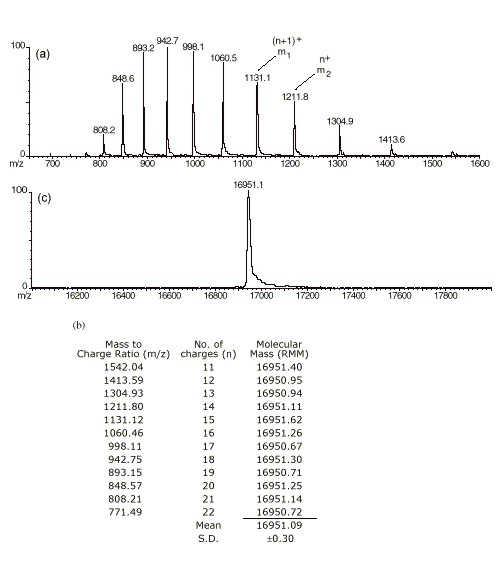 100
(a)
808.2
848.6
893.2
942.7
998.1
1060.5
(n+1)+
m1
1131.1
n+
m2
1211.8
1304.9
1413.6
0
m/z 700 800 900 1000 1100 1200 1300 1400 1500 1600
100
(c)
16951.1
0
m/z 16200 16400 16600 16800 17000 17200 17400 17600 17800
(b)
Mass to No. of Molecular
Charge Ratio (m/z) charges (n) Mass (RMM)
1542.04 11 16951.40
1413.59 12 16950.95
1304.93 13 16950.94
1211.80 14 16951.11
1131.12 15 16951.62
1060.46 16 16951.26
998.11 17 16950.67
942.75 18 16951.30
893.15 19 16950.71
848.57 20 16951.25
808.21 21 16951.14
771.49 22 16950.72
Mean 16951.09
S.D. ±0.30